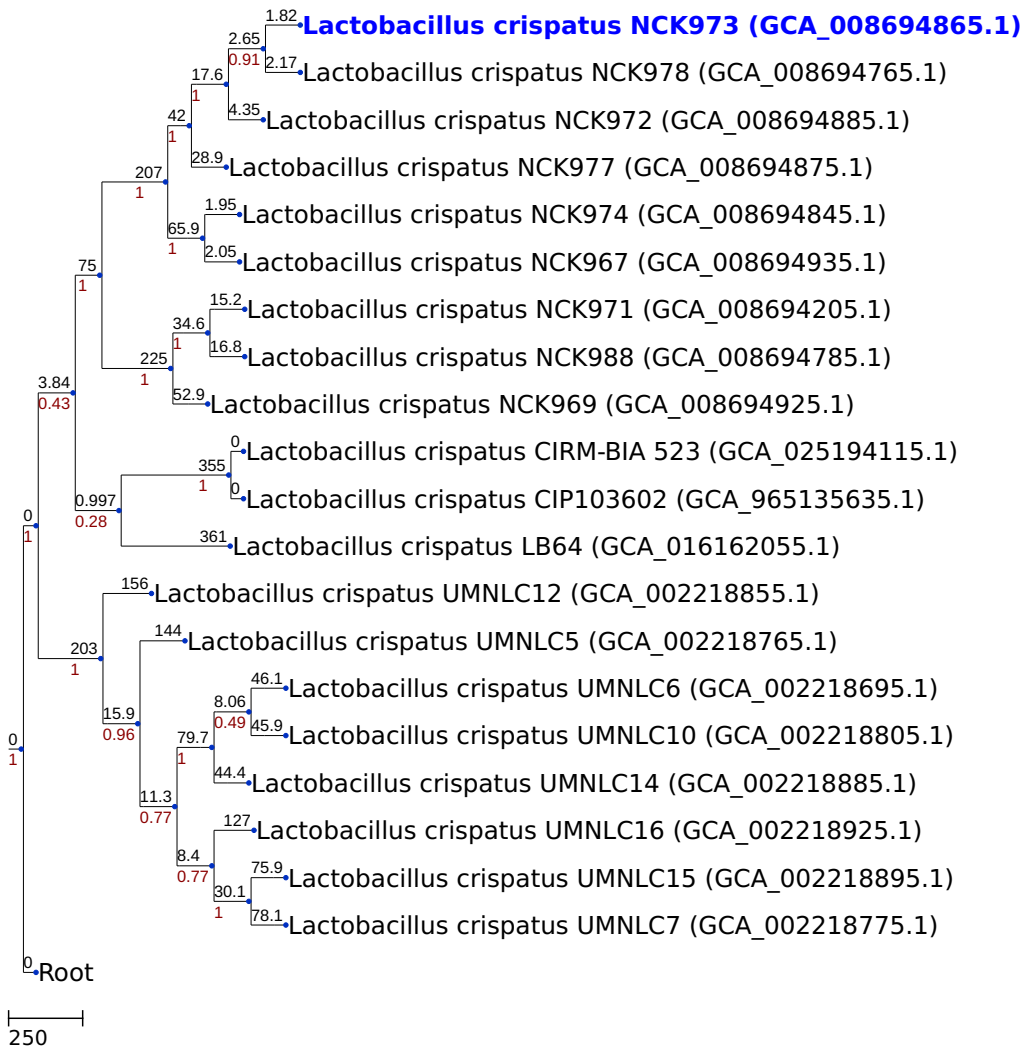 1.82
Lactobacillus crispatus NCK973 (GCA_008694865.1)
2.65
0.91
2.17
Lactobacillus crispatus NCK978 (GCA_008694765.1)
17.6
1
4.35
Lactobacillus crispatus NCK972 (GCA_008694885.1)
42
1
28.9
Lactobacillus crispatus NCK977 (GCA_008694875.1)
207
1
1.95
Lactobacillus crispatus NCK974 (GCA_008694845.1)
65.9
1
2.05
Lactobacillus crispatus NCK967 (GCA_008694935.1)
75
1
15.2
Lactobacillus crispatus NCK971 (GCA_008694205.1)
34.6
1
16.8
Lactobacillus crispatus NCK988 (GCA_008694785.1)
225
1
52.9
Lactobacillus crispatus NCK969 (GCA_008694925.1)
3.84
0.43
0
Lactobacillus crispatus CIRM-BIA 523 (GCA_025194115.1)
355
1
0
Lactobacillus crispatus CIP103602 (GCA_965135635.1)
0.997
0.28
361
Lactobacillus crispatus LB64 (GCA_016162055.1)
0
1
156
Lactobacillus crispatus UMNLC12 (GCA_002218855.1)
203
1
144
Lactobacillus crispatus UMNLC5 (GCA_002218765.1)
15.9
0.96
46.1
Lactobacillus crispatus UMNLC6 (GCA_002218695.1)
8.06
0.49
45.9
Lactobacillus crispatus UMNLC10 (GCA_002218805.1)
79.7
1
44.4
Lactobacillus crispatus UMNLC14 (GCA_002218885.1)
11.3
0.77
127
Lactobacillus crispatus UMNLC16 (GCA_002218925.1)
8.4
0.77
75.9
Lactobacillus crispatus UMNLC15 (GCA_002218895.1)
30.1
1
78.1
Lactobacillus crispatus UMNLC7 (GCA_002218775.1)
0
1
0
Root
250